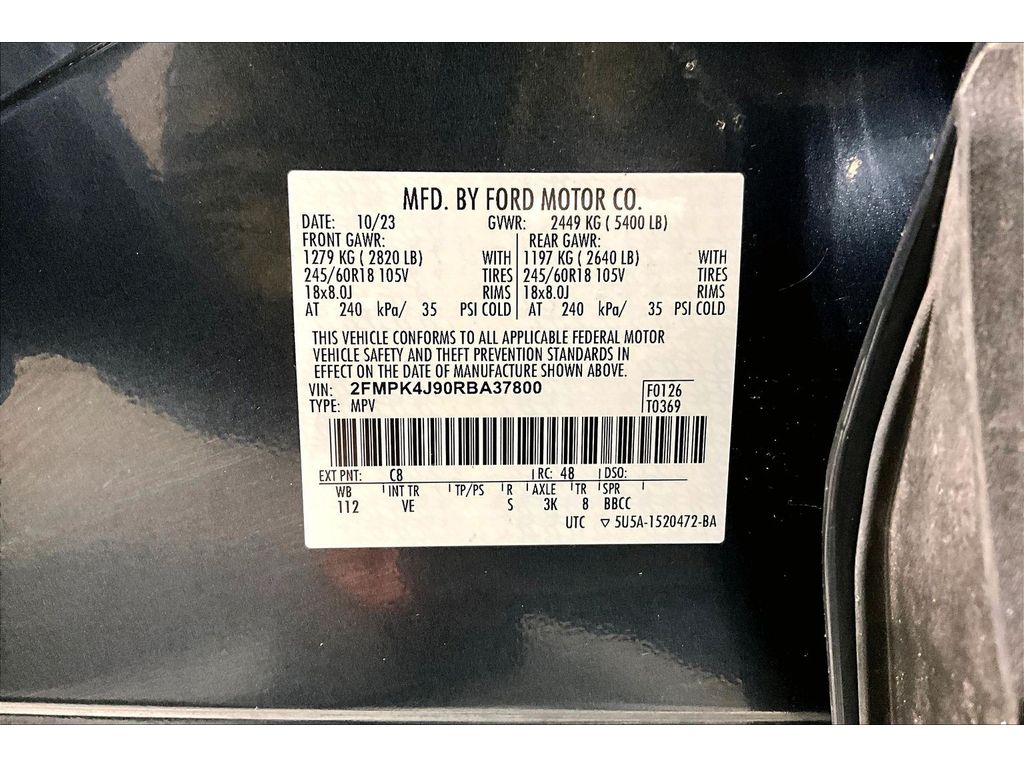 MFD. BY FORD MOTOR CO.
DATE: 10/23 GVWR: 2449 KG ( 5400 LB)
FRONT GAWR: REAR GAWR:
1279 KG ( 2820 LB) WITH 1197 KG ( 2640 LB) WITH
245/60R18 105V TIRES 245/60R18 105V TIRES
18x8.0J RIMS 18x8.0J RIMS
AT 240 kPa/ 35 PSI COLD AT 240 kPa/ 35 PSI COLD
THIS VEHICLE CONFORMS TO ALL APPLICABLE FEDERAL MOTOR
VEHICLE SAFETY AND THEFT PREVENTION STANDARDS IN
EFFECT ON THE DATE OF MANUFACTURE SHOWN ABOVE.
VIN: 2FMPK4J90RBA37800 F0126
TYPE: MPV T0369
EXT PNT: C8 RC: 48 DSO:
WB INT TR TP/PS R AXLE TR SPR
112 VE S 3K 8 BBCC
UTC ▽ 5U5A-1520472-BA